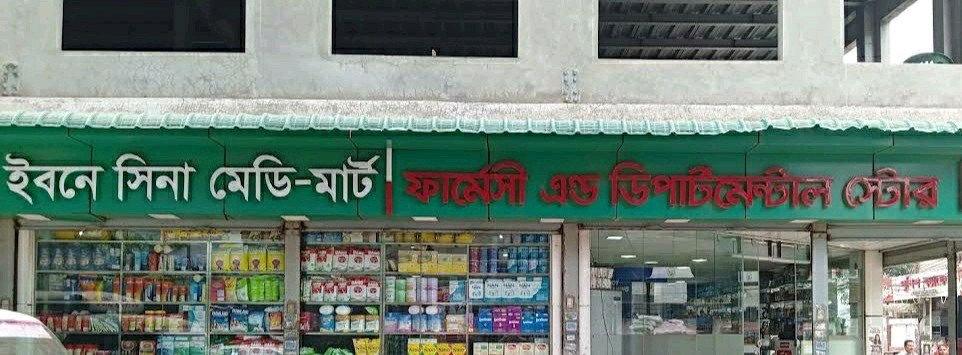 ইবনে সিনা মেডি-মার্ট | ফার্মেসী এন্ড ডিপার্টমেন্টাল স্টোর